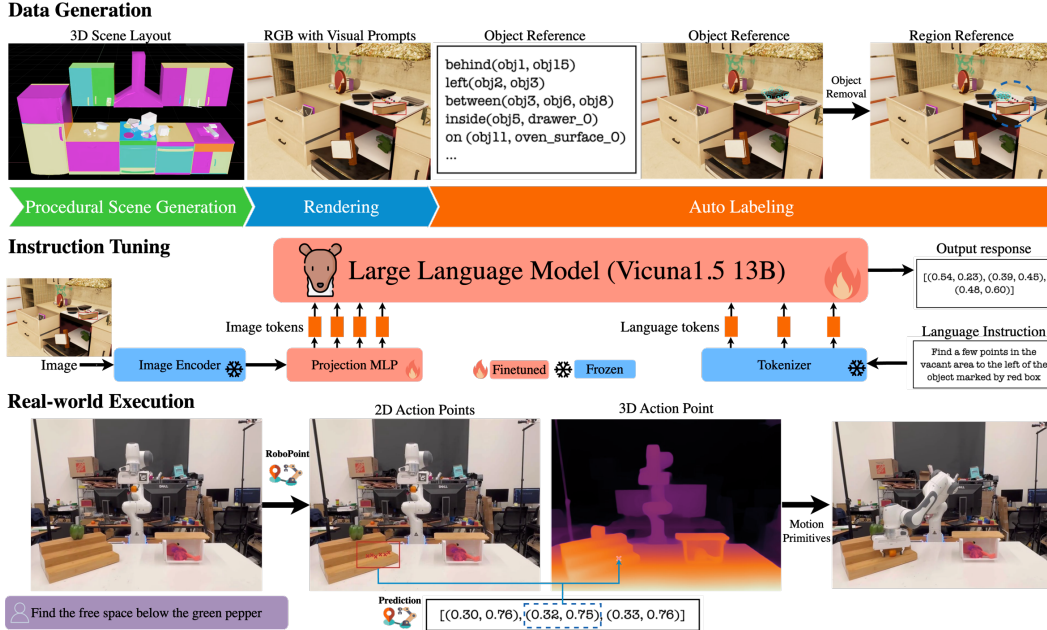 Data Generation
3D Scene Layout
RGB with Visual Prompts
Object Reference
Object Reference
Region Reference
behind(obj1, obj15)
left(obj2, obj3)
between(obj3, obj6, obj8)
inside(obj5, drawer_0)
on (obj11, oven_surface_0)
...
Object
Removal
Procedural Scene Generation
Rendering
Auto Labeling
Instruction Tuning
Large Language Model (Vicuna1.5 13B)
Output response
[(0.54, 0.23), (0.39, 0.45),
(0.48, 0.60)]
Image tokens
Language tokens
Language Instruction
Find a few points in the
vacant area to the left of the
object marked by red box
Image
Image Encoder
Projection MLP
Finetuned
Frozen
Tokenizer
Real-world Execution
2D Action Points
3D Action Point
RoboPoint
Motion
Primitives
Find the free space below the green pepper
Prediction
[(0.30, 0.76), (0.32, 0.75), (0.33, 0.76)]